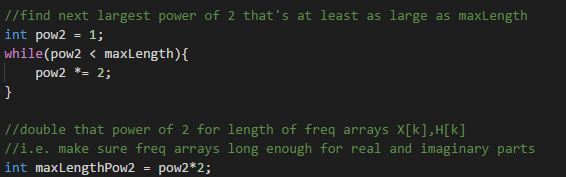 //find next largest power of 2 that's at least as large as maxLength
int pow2 = 1;
while(pow2 < maxLength){
    pow2 *= 2;
}

//double that power of 2 for length of freq arrays X[k],H[k]
//i.e. make sure freq arrays long enough for real and imaginary parts
int maxLengthPow2 = pow2*2;